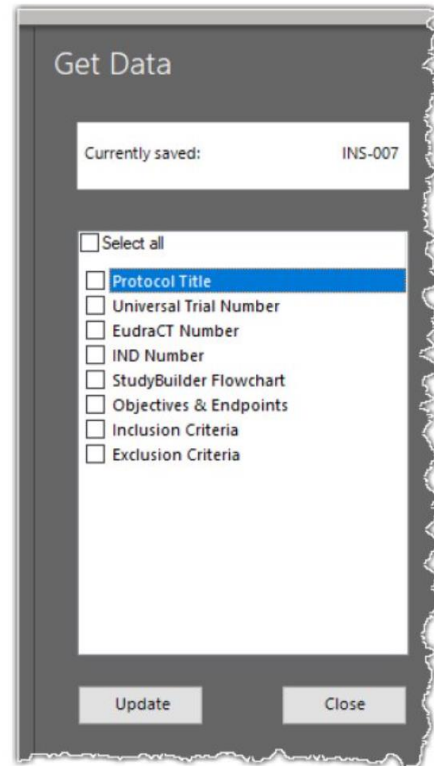 Get Data
Currently saved: INS-007
Select all
Protocol Title
Universal Trial Number
EudraCT Number
IND Number
StudyBuilder Flowchart
Objectives & Endpoints
Inclusion Criteria
Exclusion Criteria
Update Close